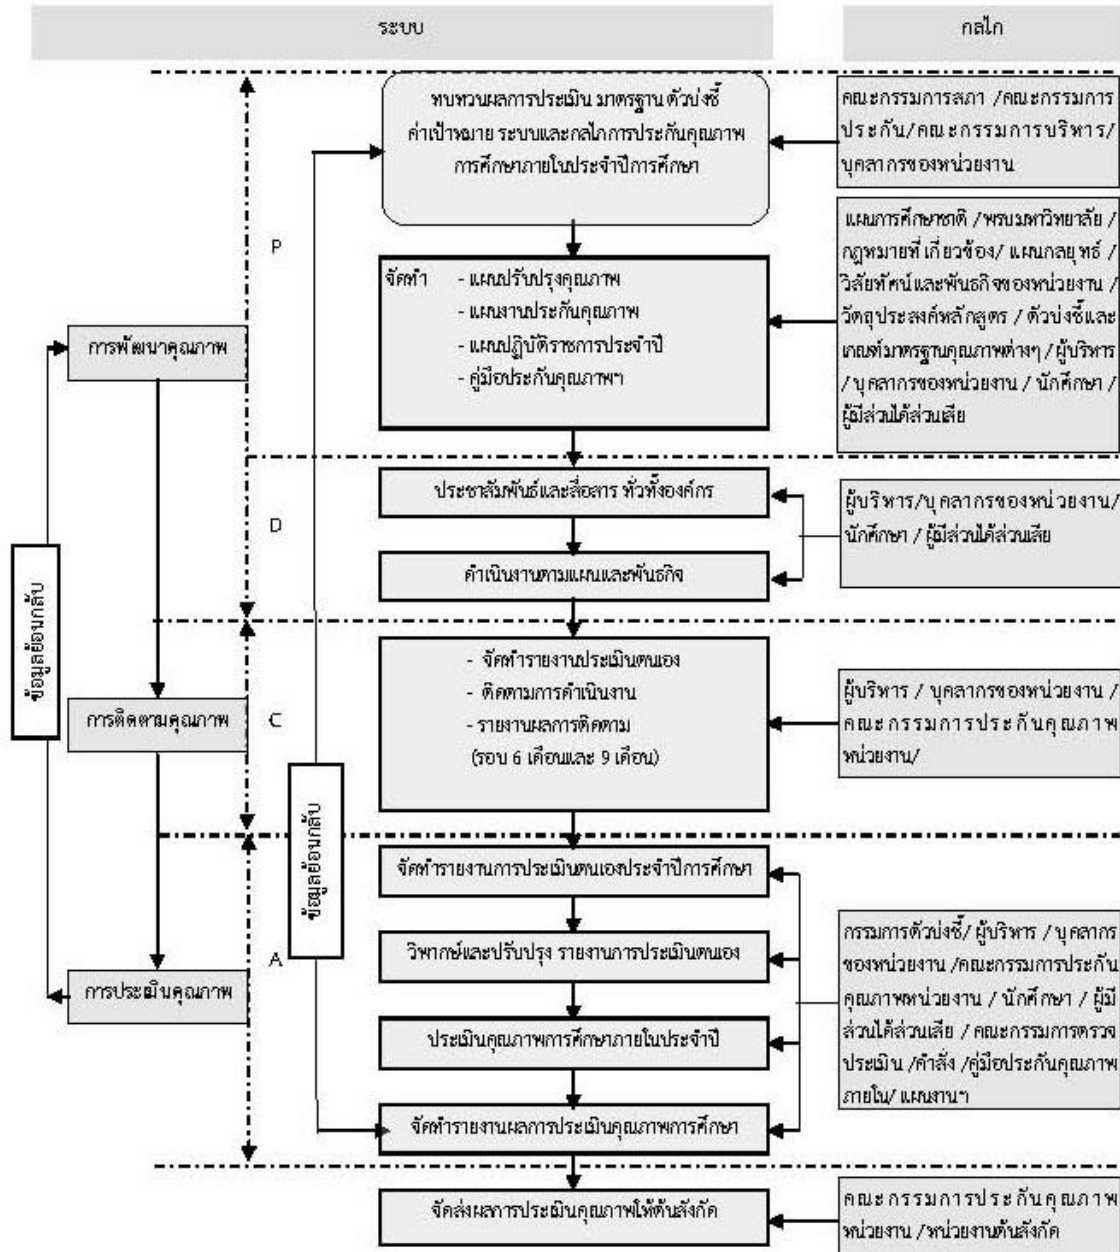 ระบบ
กลไก
ทบทวนผลการประเมิน มาตรฐาน ตัวบ่งชี้
ค่าเป้าหมาย ระบบและกลไกการประกันคุณภาพ
การศึกษาภายในประจำปีการศึกษา
คณะกรรมการสภา /คณะกรรมการ
ประกัน/คณะกรรมการบริหาร/
บุคลากรของหน่วยงาน
P
จัดทำ - แผนปรับปรุงคุณภาพ
- แผนงานประกันคุณภาพ
- แผนปฏิบัติราชการประจำปี
- คู่มือประกันคุณภาพฯ
แผนการศึกษาชาติ /พรบมหาวิทยาลัย /
กฎหมายที่เกี่ยวข้อง/ แผนกลยุทธ์ /
วิสัยทัศน์และพันธกิจของหน่วยงาน /
วัตถุประสงค์หลักสูตร / ตัวบ่งชี้และ
เกณฑ์มาตรฐานคุณภาพต่างๆ / ผู้บริหาร
/ บุคลากรของหน่วยงาน / นักศึกษา /
ผู้มีส่วนได้ส่วนเสีย
การพัฒนาคุณภาพ
D
ประชาสัมพันธ์และสื่อสาร ทั่วทั้งองค์กร
ดำเนินงานตามแผนและพันธกิจ
ผู้บริหาร/บุคลากรของหน่วยงาน/
นักศึกษา / ผู้มีส่วนได้ส่วนเสีย
ข้อมูลย้อนกลับ
การติดตามคุณภาพ
C
- จัดทำรายงานประเมินตนเอง
- ติดตามการดำเนินงาน
- รายงานผลการติดตาม
(รอบ 6 เดือนและ 9 เดือน)
ผู้บริหาร / บุคลากรของหน่วยงาน /
คณะกรรมการประกันคุณภาพ
หน่วยงาน/
ข้อมูลย้อนกลับ
การประเมินคุณภาพ
A
จัดทำรายงานการประเมินตนเองประจำปีการศึกษา
วิพากษ์และปรับปรุง รายงานการประเมินตนเอง
ประเมินคุณภาพการศึกษาภายในประจำปี
จัดทำรายงานผลการประเมินคุณภาพการศึกษา
กรรมการตัวบ่งชี้/ ผู้บริหาร / บุคลากร
ของหน่วยงาน /คณะกรรมการประกัน
คุณภาพหน่วยงาน / นักศึกษา / ผู้มี
ส่วนได้ส่วนเสีย / คณะกรรมการตรวจ
ประเมิน /คำสั่ง /คู่มือประกันคุณภาพ
ภายใน/ แผนงานฯ
จัดส่งผลการประเมินคุณภาพให้ต้นสังกัด
คณะกรรมการประกันคุณภาพ
หน่วยงาน /หน่วยงานต้นสังกัด